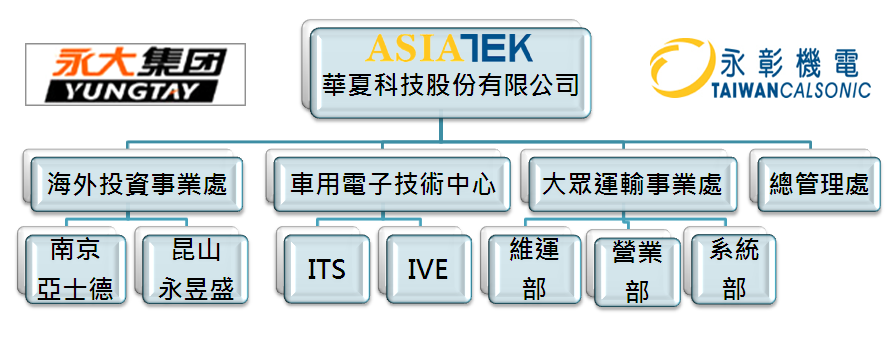 永大集团
YUNGTAY
ASIATEK
華夏科技股份有限公司
永彰機電
TAIWANCALSONIC
海外投資事業處
車用電子技術中心
大眾運輸事業處
總管理處
南京
亞士德
昆山
永昱盛
ITS
IVE
維運
部
營業
部
系統
部